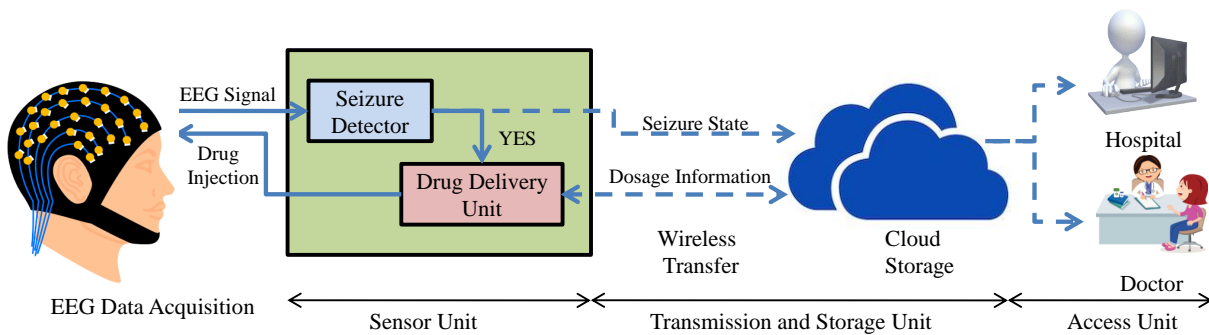 EEG Signal
Seizure
Detector
YES
Seizure State
Drug
Injection
Drug Delivery
Unit
Dosage Information
Hospital
Wireless
Transfer
Cloud
Storage
Doctor
EEG Data Acquisition
Sensor Unit
Transmission and Storage Unit
Access Unit